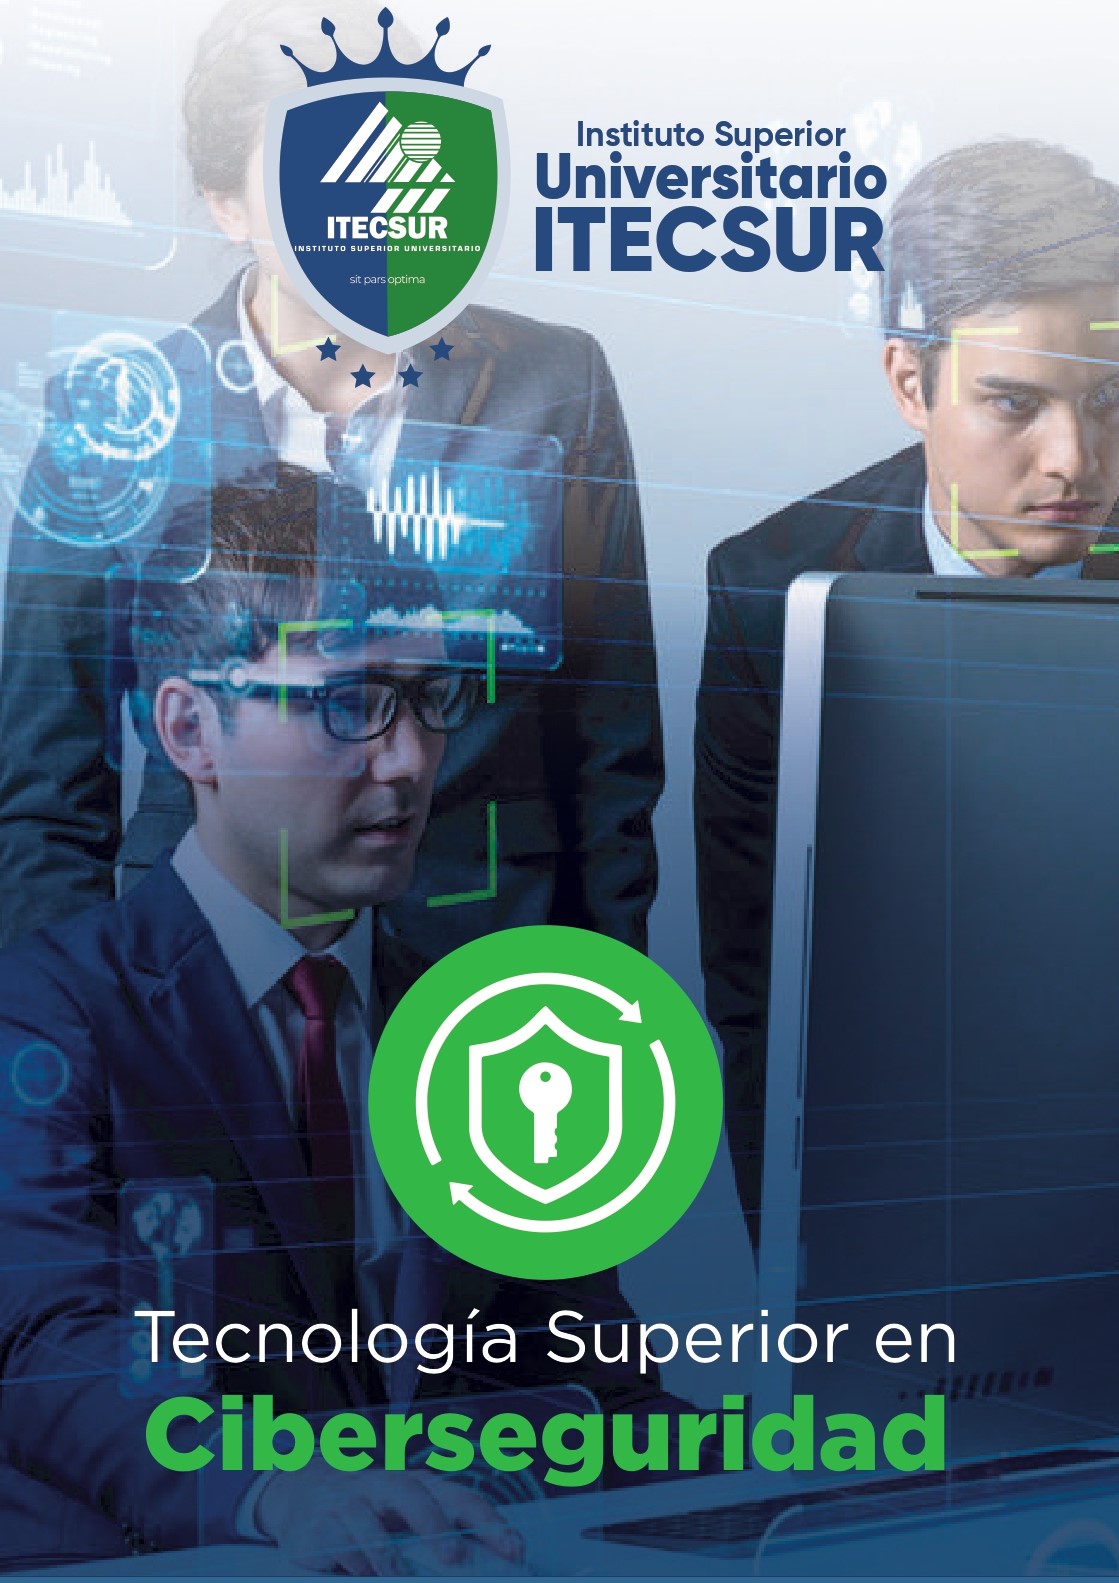 ITECSUR
INSTITUTO SUPERIOR UNIVERSITARIO
sit pars optima
Instituto Superior
Universitario
ITECSUR
Tecnología Superior en
Ciberseguridad